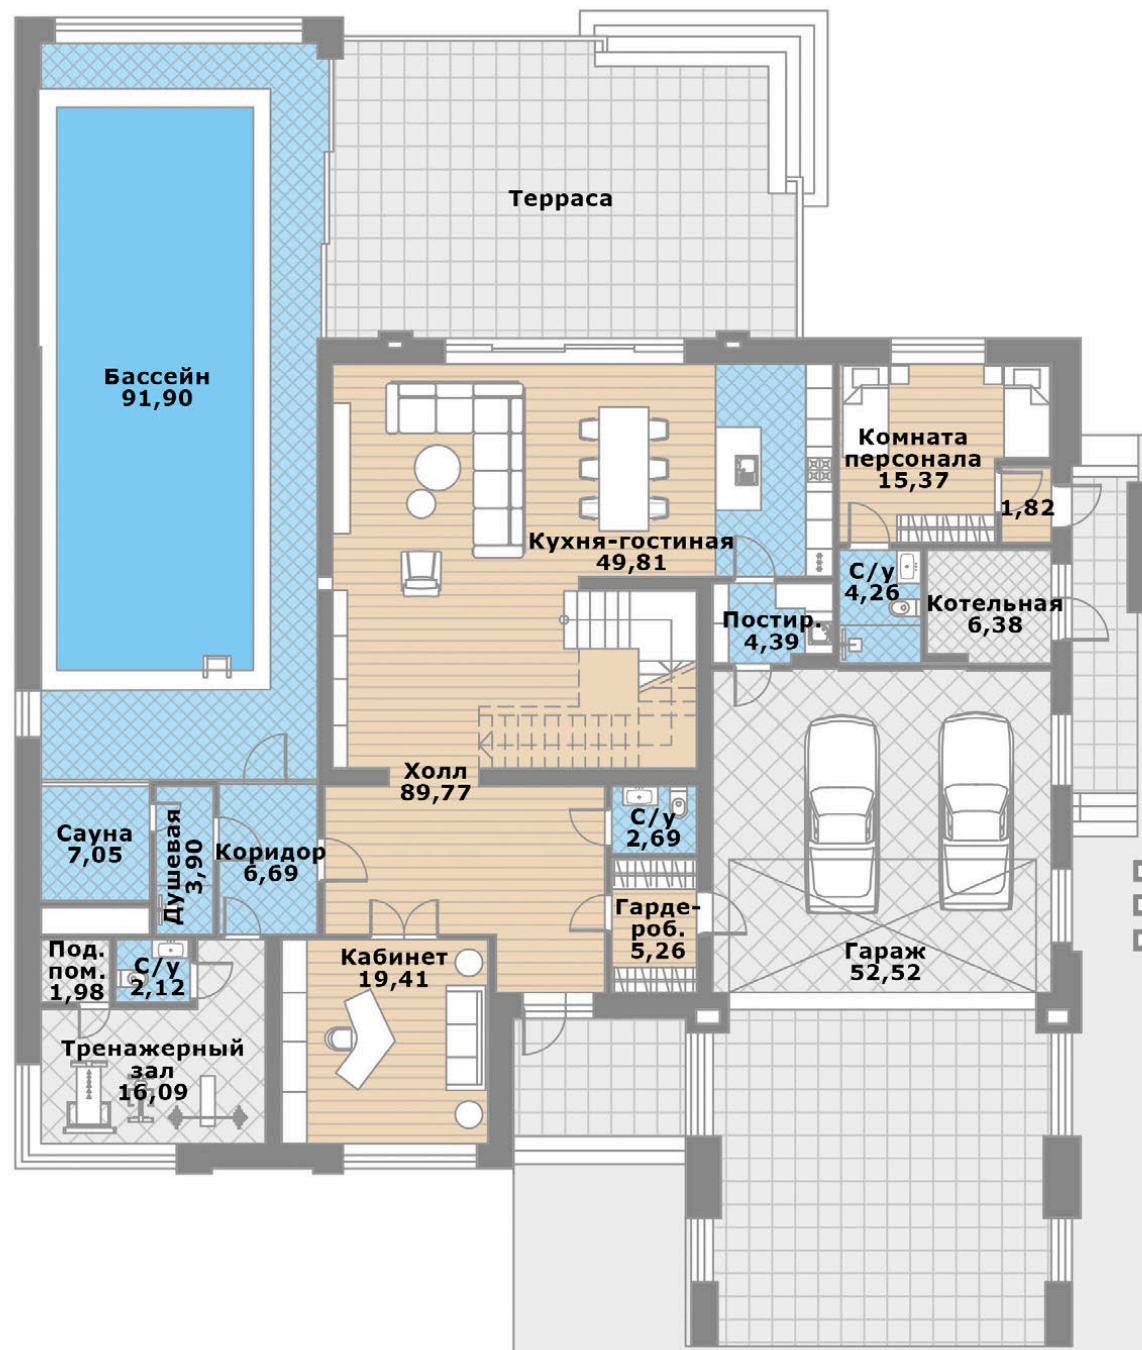 Терраса
Бассейн
91,90
Комната
персонала
15,37
1,82
Кухня-гостиная
49,81
С/у
4,26
Котельная
6,38
Постир.
4,39
Холл
89,77
Сауна
7,05
Душевая
3,90
Коридор
6,69
С/у
2,69
Гарде-
роб.
5,26
Гараж
52,52
Под.
пом.
1,98
С/у
2,12
Кабинет
19,41
Тренажерный
зал
16,09